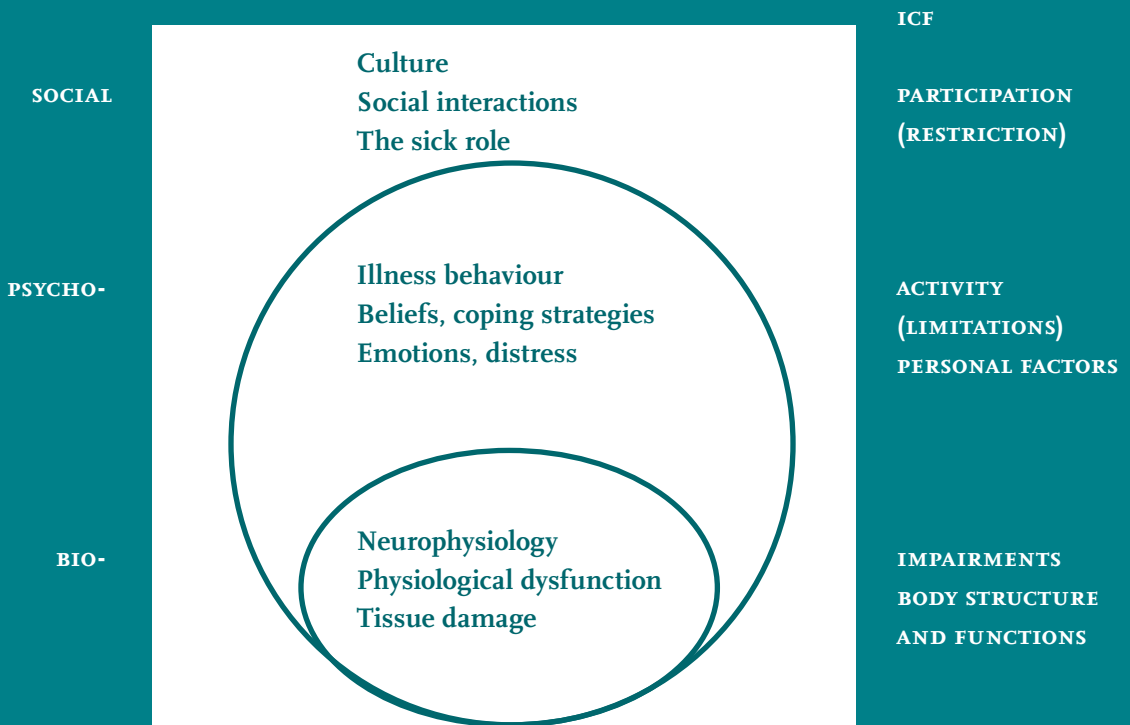 ICF
SOCIAL
Culture
Social interactions
The sick role
PARTICIPATION
(RESTRICTION)
PSYCHO-
Illness behaviour
Beliefs, coping strategies
Emotions, distress
ACTIVITY
(LIMITATIONS)
PERSONAL FACTORS
BIO-
Neurophysiology
Physiological dysfunction
Tissue damage
IMPAIRMENTS
BODY STRUCTURE
AND FUNCTIONS